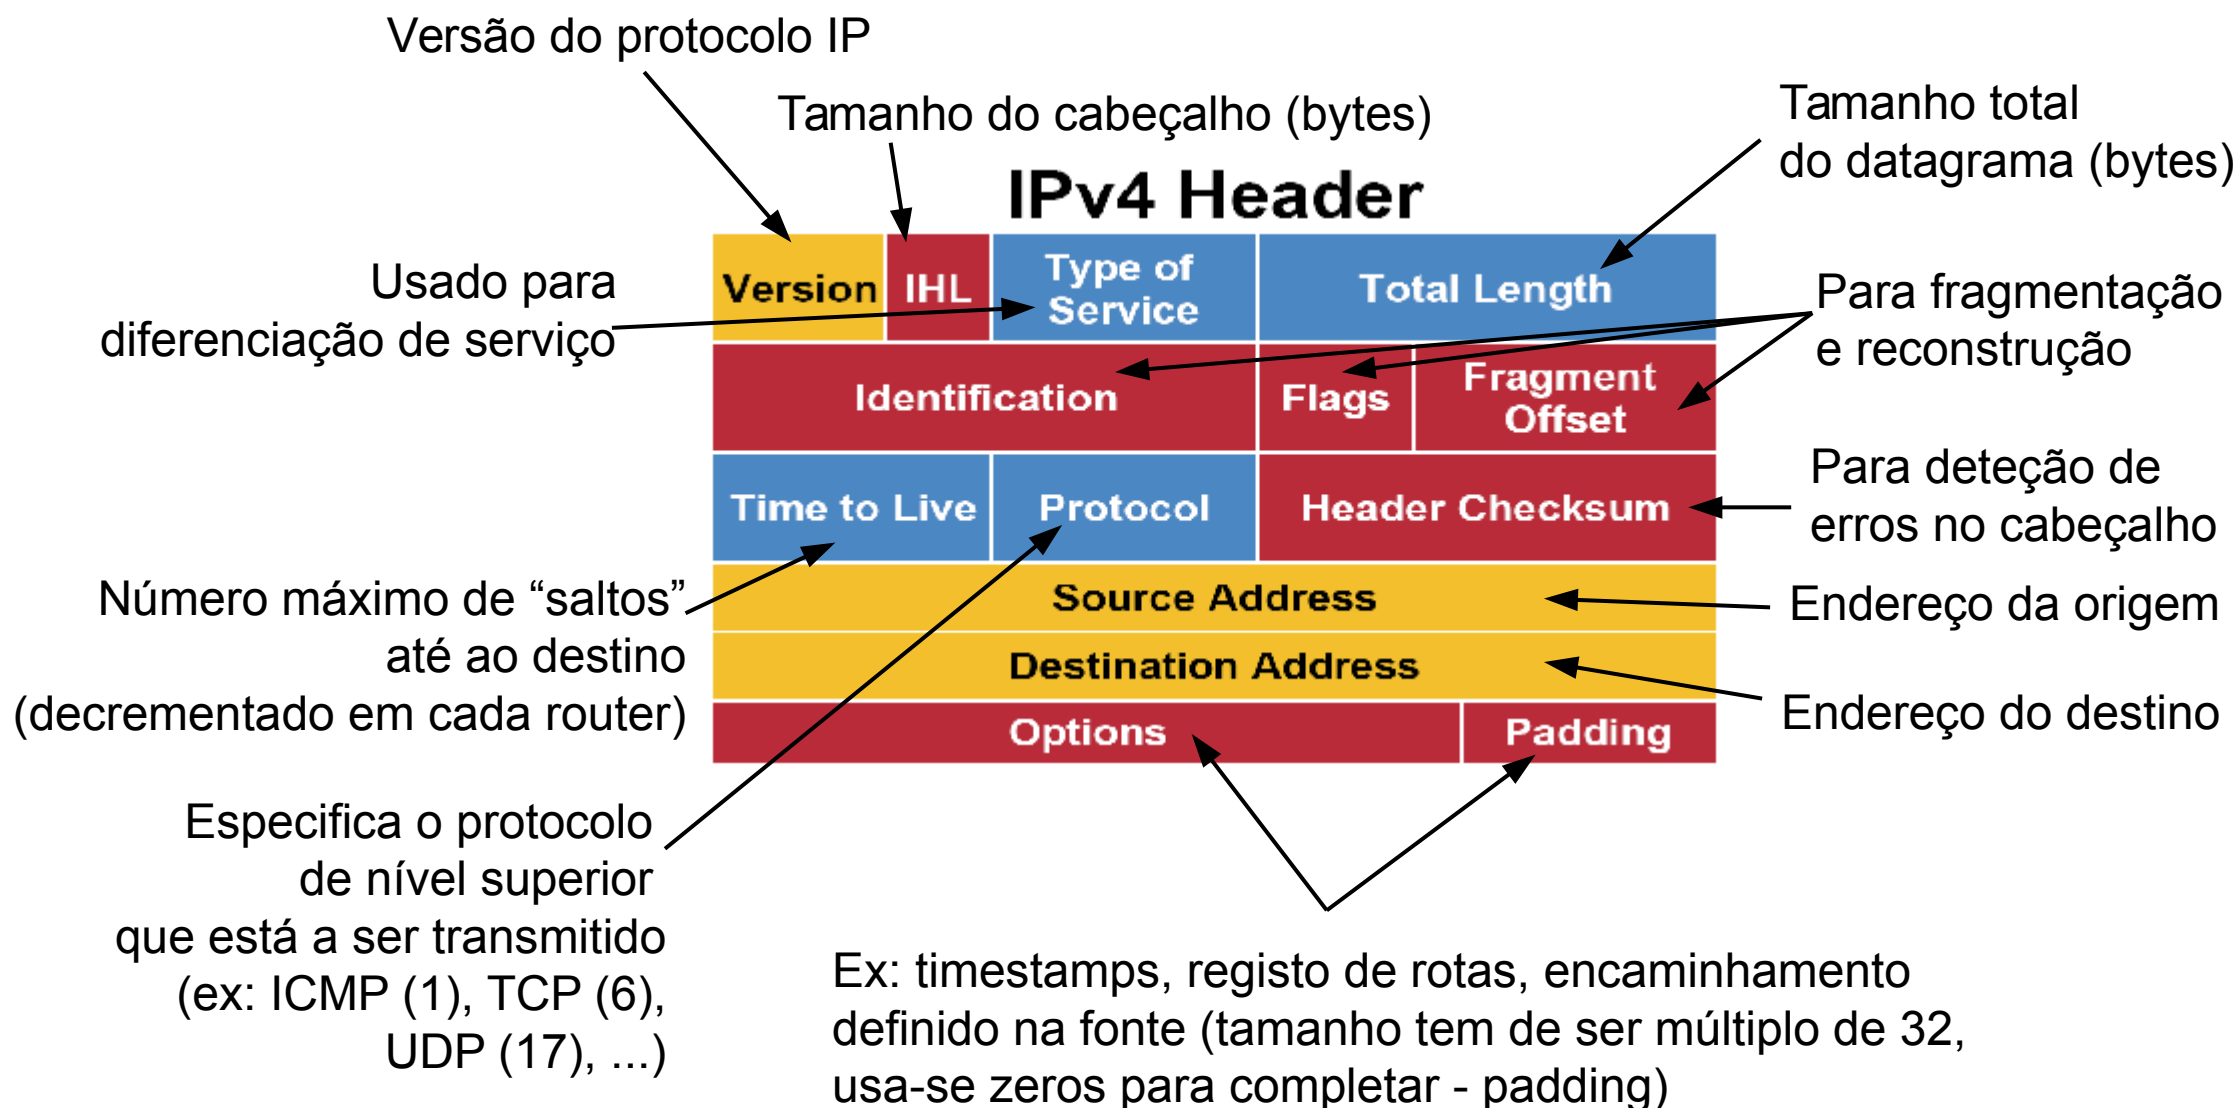 Versão do protocolo IP
Tamanho do cabeçalho (bytes)
Tamanho total
do datagrama (bytes)
IPv4 Header
Usado para
diferenciação de serviço
Version
IHL
Type of
Service
Total Length
Para fragmentação
e reconstrução
Identification
Flags
Fragment
Offset
Time to Live
Protocol
Header Checksum
Para deteção de
erros no cabeçalho
Número máximo de “saltos”
até ao destino
(decrementado em cada router)
Source Address
Endereço da origem
Destination Address
Endereço do destino
Options
Padding
Especifica o protocolo
de nível superior
que está a ser transmitido
(ex: ICMP (1), TCP (6),
UDP (17), ...)
Ex: timestamps, registo de rotas, encaminhamento
definido na fonte (tamanho tem de ser múltiplo de 32,
usa-se zeros para completar - padding)